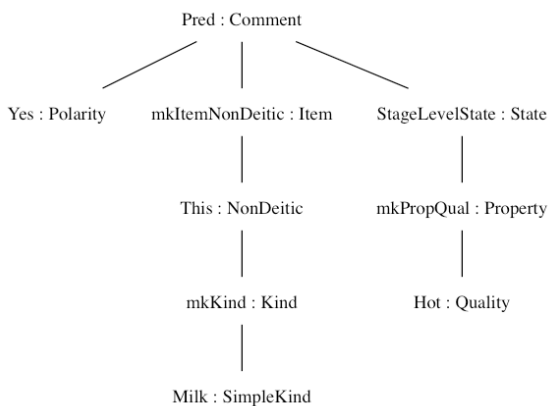 Pred : Comment
Yes : Polarity mkItemNonDeitic : Item StageLevelState : State
This : NonDeitic mkPropQual : Property
mkKind : Kind Hot : Quality
Milk : SimpleKind